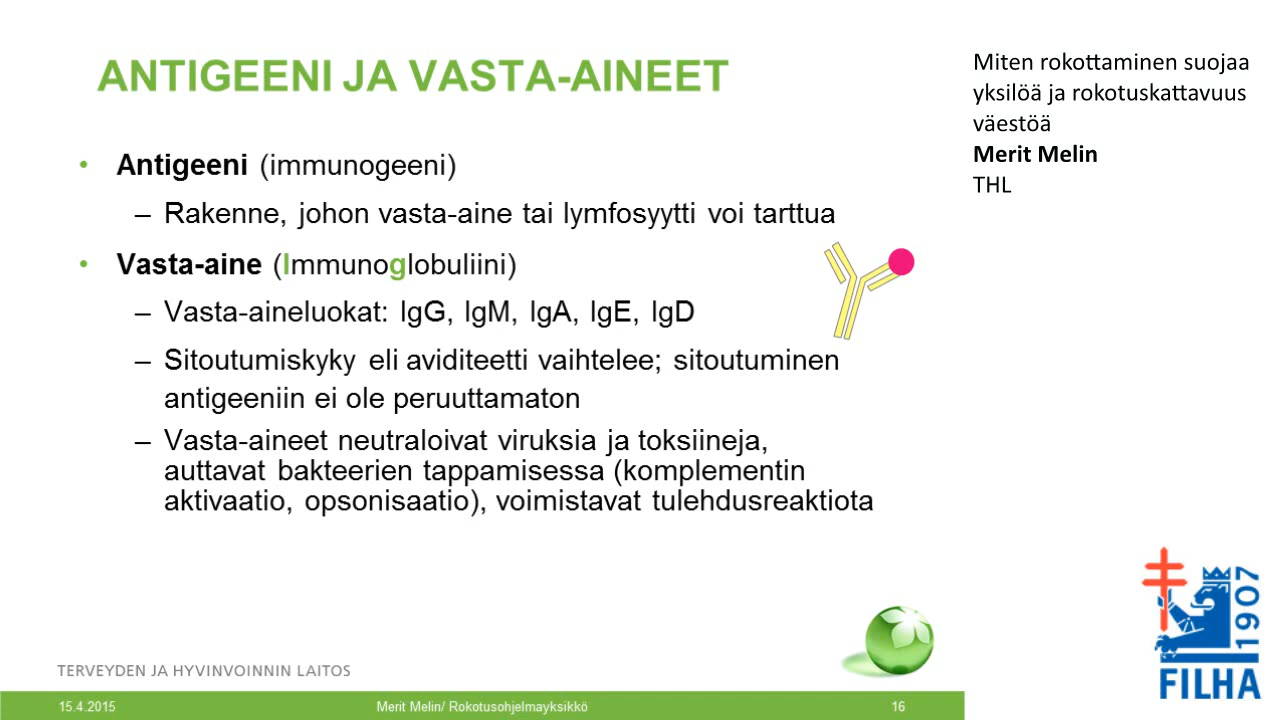 ANTIGEENI JA VASTA-AINEET
• Antigeeni (immunogeeni)
– Rakenne, johon vasta-aine tai lymfosyytti voi tarttua
• Vasta-aine (Immunoglobuliini)
– Vasta-aineluokat: IgG, IgM, IgA, IgE, IgD
– Sitoutumiskyky eli aviditeetti vaihtelee; sitoutuminen
antigeeniin ei ole peruuttamaton
– Vasta-aineet neutraloivat viruksia ja toksiineja,
auttavat bakteerien tappamisessa (komplementin
aktivaatio, opsonisaatio), voimistavat tulehdusreaktiota
TERVEYDEN JA HYVINVOINNIN LAITOS
15.4.2015 Merit Melin/ Rokotusohjelmayksikkö 16
Miten rokottaminen suojaa
yksilöä ja rokotuskattavuus
väestöä
Merit Melin
THL
1907
FILHA